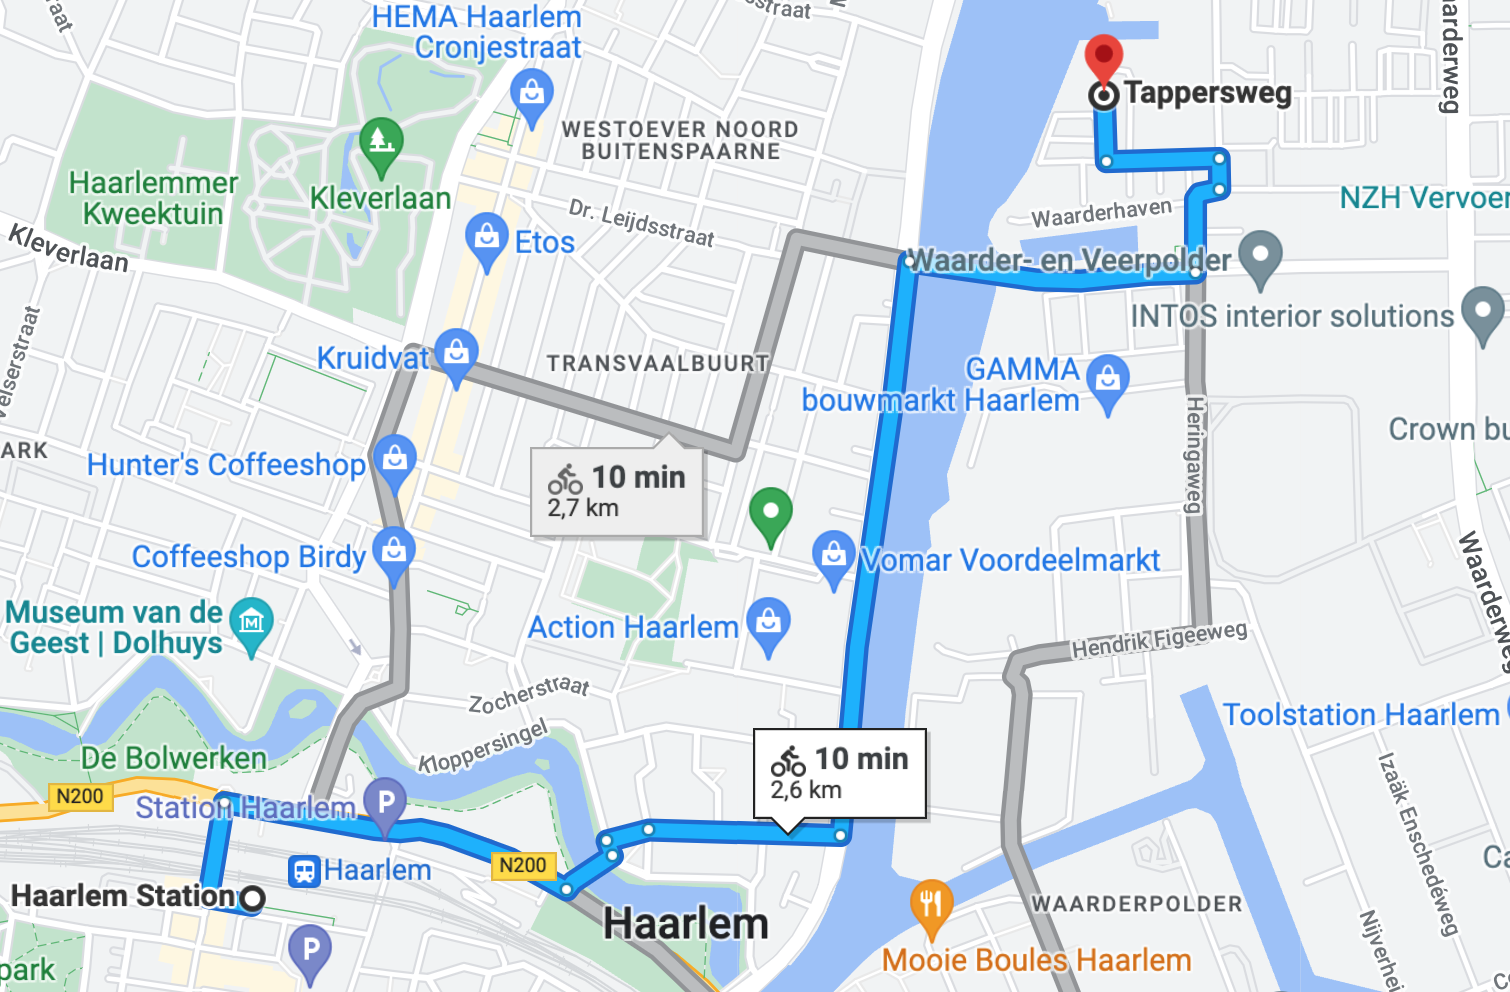 HEMA Haarlem
Cronjestraat
straat
aarderweg
Tappersweg
WESTOEVER NOORD
BUITENSPAARNE
Haarlemmer
Kweektuin
Kleverlaan
NZH Vervoer
Waarderhaven
Dr. Leijdsstraat
Kleverlaan
Etos
Waarder- en Veerpolder
INTOS interior solutions
elserstraat
Kruidvat
TRANSVAALBUURT
GAMMA
bouwmarkt Haarlem
Heringaweg
Crown bu
ARK
Hunter's Coffeeshop
10 min
2,7 km
Coffeeshop Birdy
Vomar Voordeelmarkt
Waarderweg
Museum van de
Geest | Dolhuys
Action Haarlem
Hendrik Figeeweg
Zocherstraat
Kloppersingel
Toolstation Haarlem
De Bolwerken
10 min
2,6 km
Izaäk Enschedéweg
N200
Station Haarlem
P
N200
Haarlem
Ca
Haarlem Station
WAARDERPOLDER
Haarlem
P
Nijverhei
Mooie Boules Haarlem
park